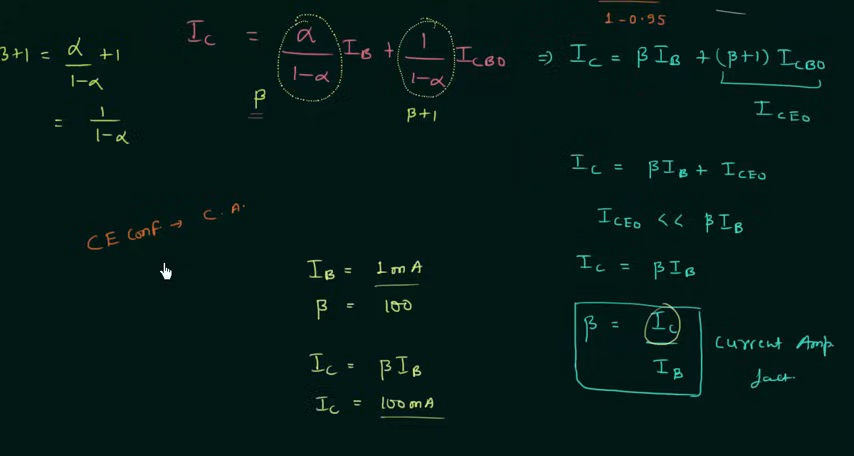 1-0.95
β+1 = α/1-α +1
= 1/1-α
I_C = α/1-α I_B + 1/1-α I_CBO
β
β+1
⇒ I_C = βI_B + (β+1) I_CBO
I_CEO
I_C = βI_B + I_CEO
I_CEO << βI_B
I_C = βI_B
β = I_C/I_B
Current Amp
fact.
CE Conf → C.A.
I_B = 1mA
β = 100
I_C = βI_B
I_C = 100mA